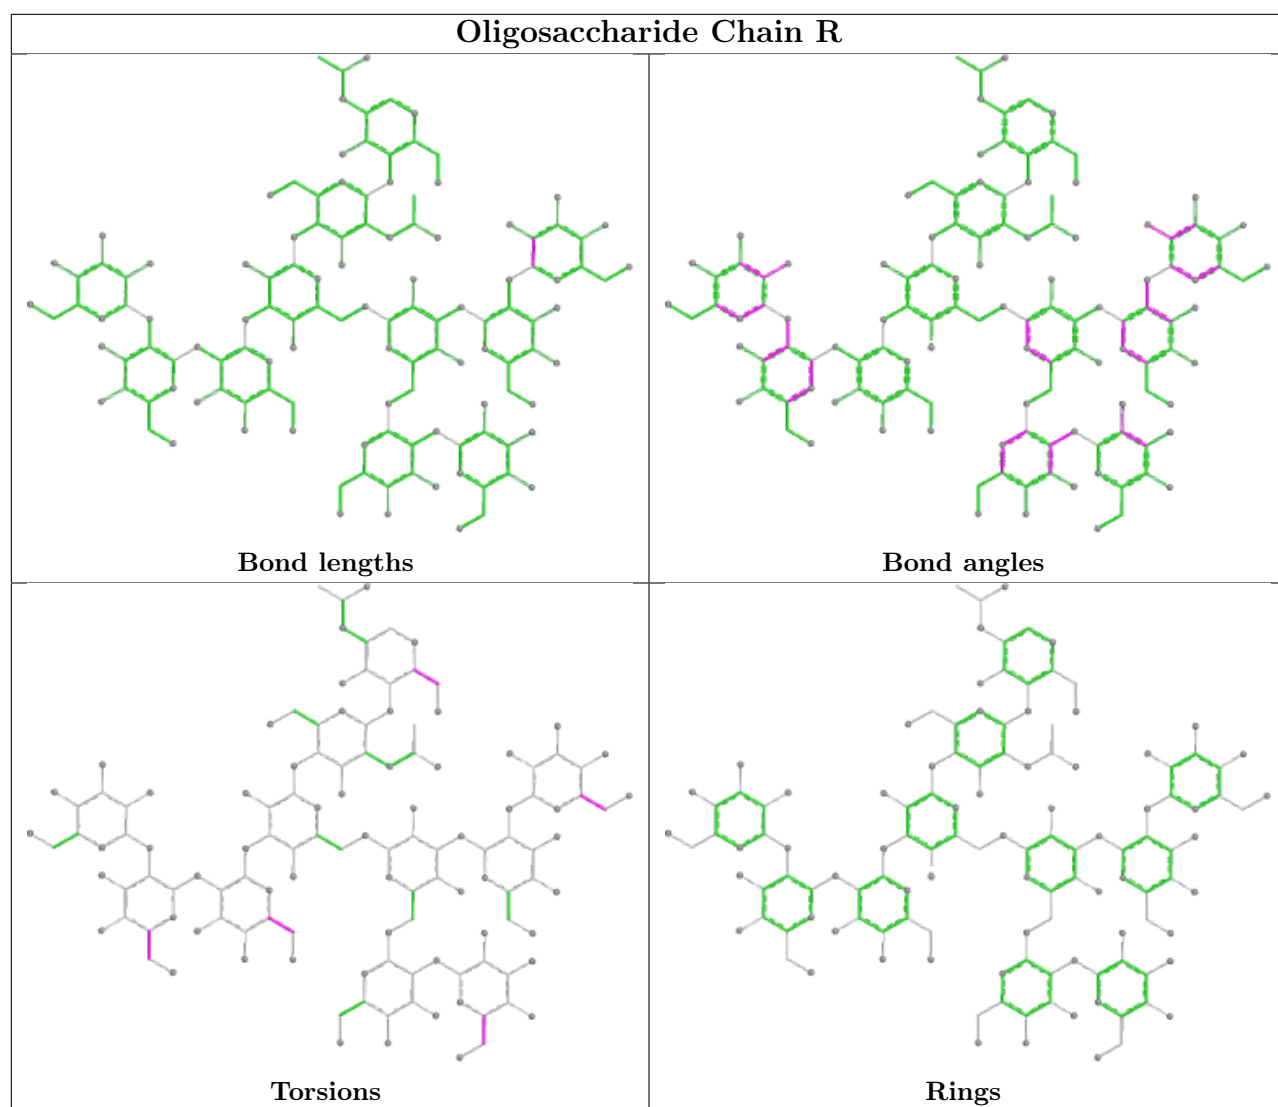 Oligosaccharide Chain R
Bond lengths
Bond angles
Torsions
Rings